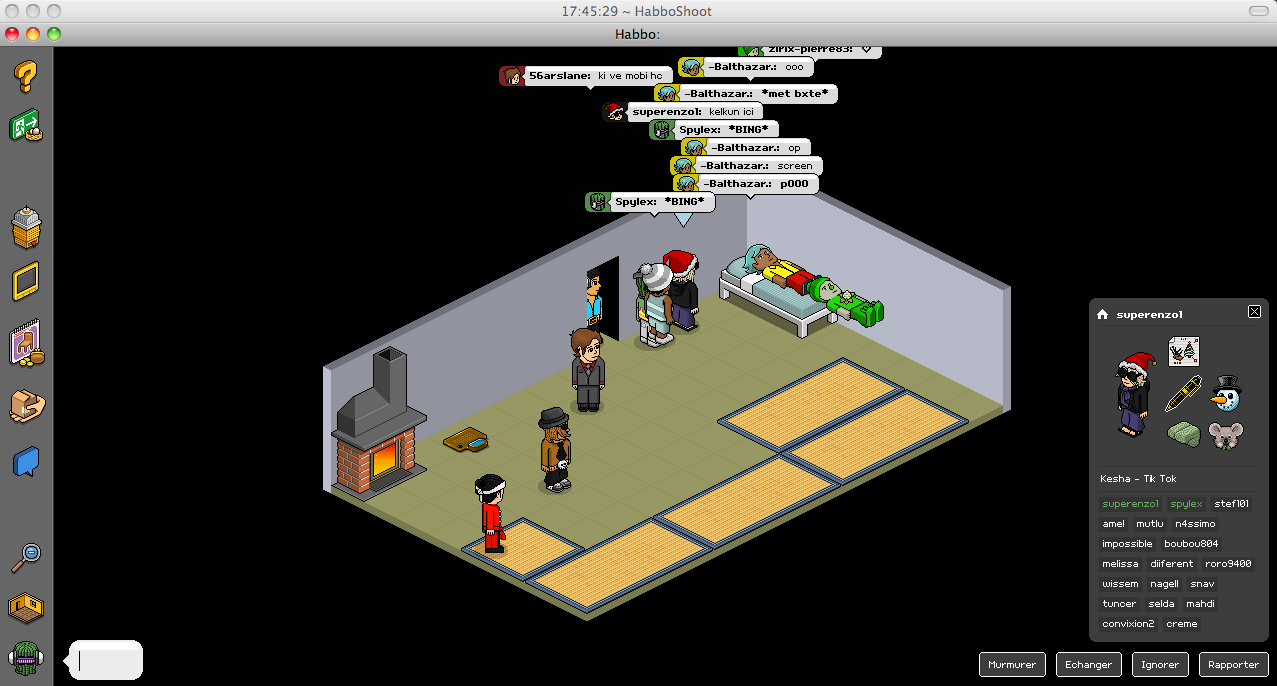 17:45:29 ~ HabboShoot
Habbo:
zirix-pierre83: ♡
-Balthazar.: ooo
56arslane: ki ve mobi hc
-Balthazar.: *met bxte*
superenzo1: kelkun ici
Spylex: *BING*
-Balthazar.: op
-Balthazar.: screen
-Balthazar.: p000
Spylex: *BING*
superenzo1
Kesha - Tik Tok
superenzo1 spylex stef101
amel mutlu n4ssimo
impossible boubou804
melissa diiferent roro9400
wissem nagell snav
tuncer selda mahdi
convixion2 creme
Murmurer Echanger Ignorer Rapporter